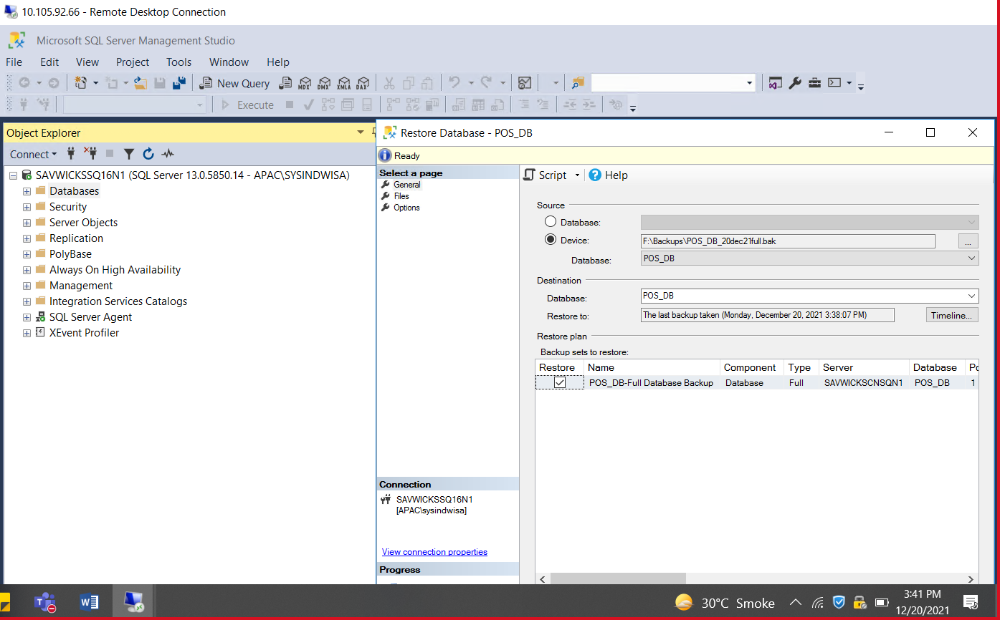 10.105.92.66 - Remote Desktop Connection
Microsoft SQL Server Management Studio
File Edit View Project Tools Window Help
New Query MDX DMX XMLA DAX
Execute
Object Explorer
Connect
SAVWICKSSQ16N1 (SQL Server 13.0.5850.14 - APAC\SYSINDWISA)
Databases
Security
Server Objects
Replication
PolyBase
Always On High Availability
Management
Integration Services Catalogs
SQL Server Agent
XEvent Profiler
Restore Database - POS_DB
Ready
Select a page
General
Files
Options
Script Help
Source
Database:
Device: F:\Backups\POS_DB_20dec21full.bak ...
Database: POS_DB
Destination
Database: POS_DB
Restore to: The last backup taken (Monday, December 20, 2021 3:38:07 PM) Timeline...
Restore plan
Backup sets to restore:
Restore Name Component Type Server Database Po
POS_DB-Full Database Backup Database Full SAVWICKSCNSQN1 POS_DB 1
Connection
SAVWICKSSQ16N1
[APAC\sysindwisa]
View connection properties
Progress
30°C Smoke
3:41 PM
12/20/2021